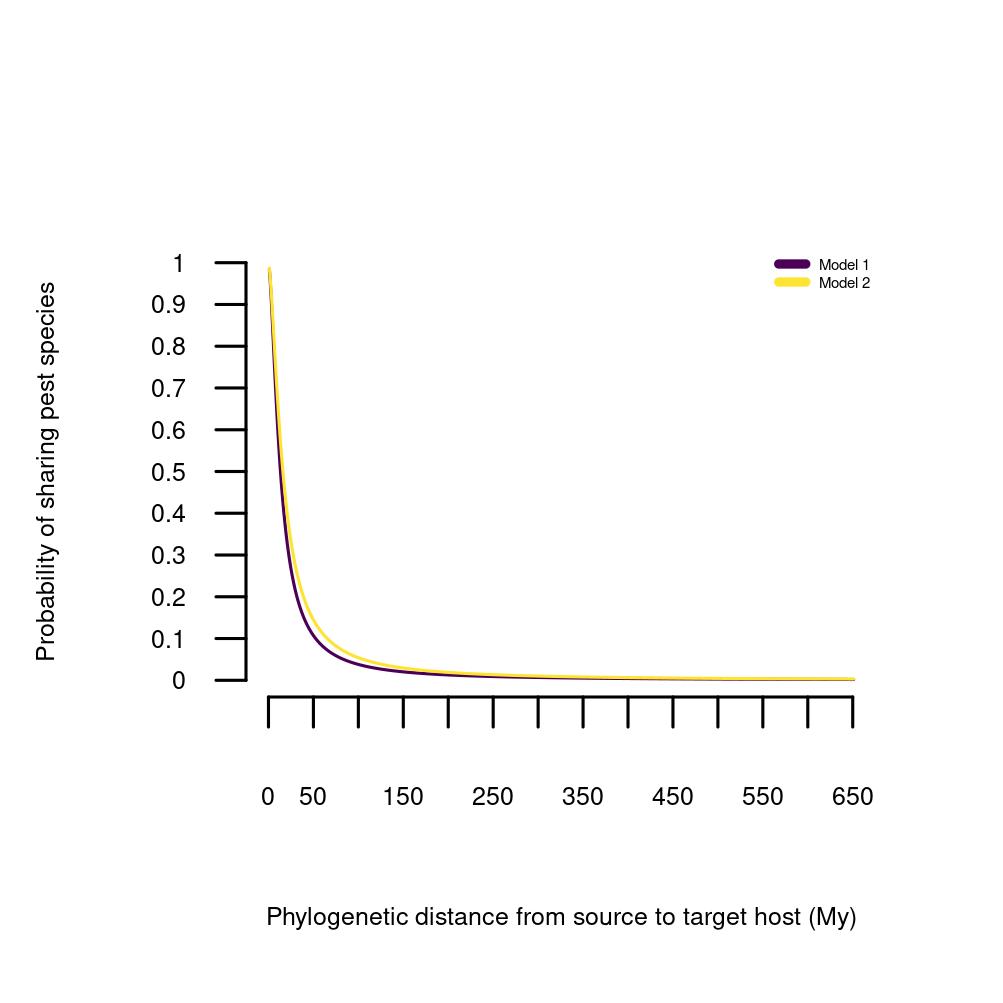 Model 1
Model 2
Probability of sharing pest species
1
0.9
0.8
0.7
0.6
0.5
0.4
0.3
0.2
0.1
0
0 50 150 250 350 450 550 650
Phylogenetic distance from source to target host (My)